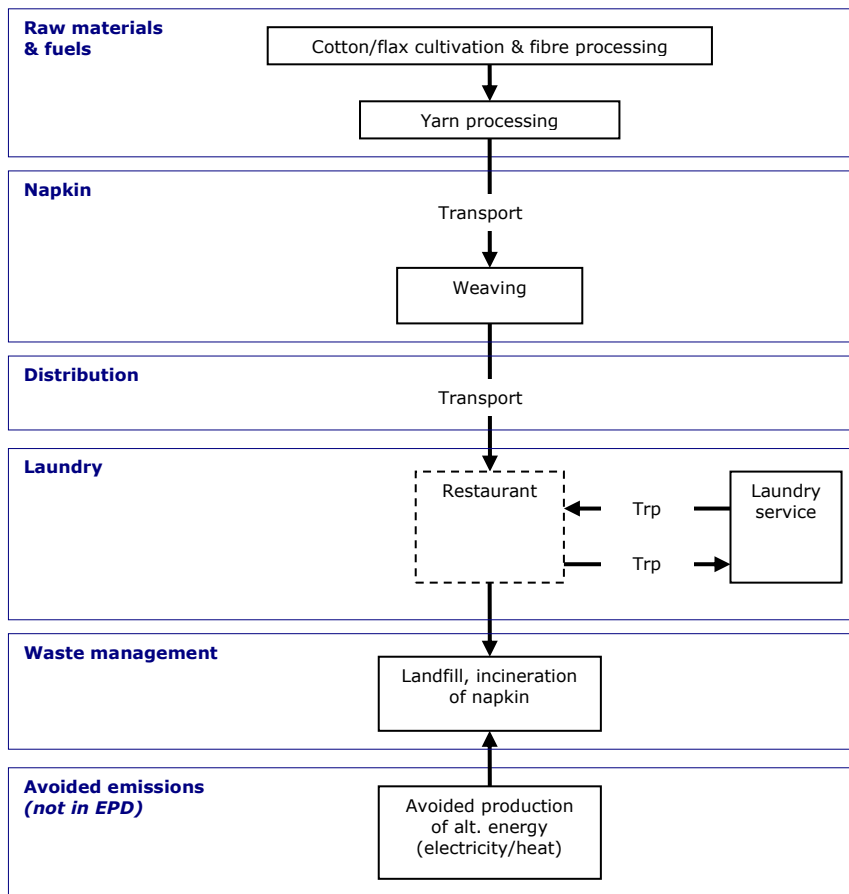 Raw materials
& fuels
Cotton/flax cultivation & fibre processing
Yarn processing
Napkin
Transport
Weaving
Distribution
Transport
Laundry
Restaurant
Trp
Trp
Laundry
service
Waste management
Landfill, incineration
of napkin
Avoided emissions
(not in EPD)
Avoided production
of alt. energy
(electricity/heat)